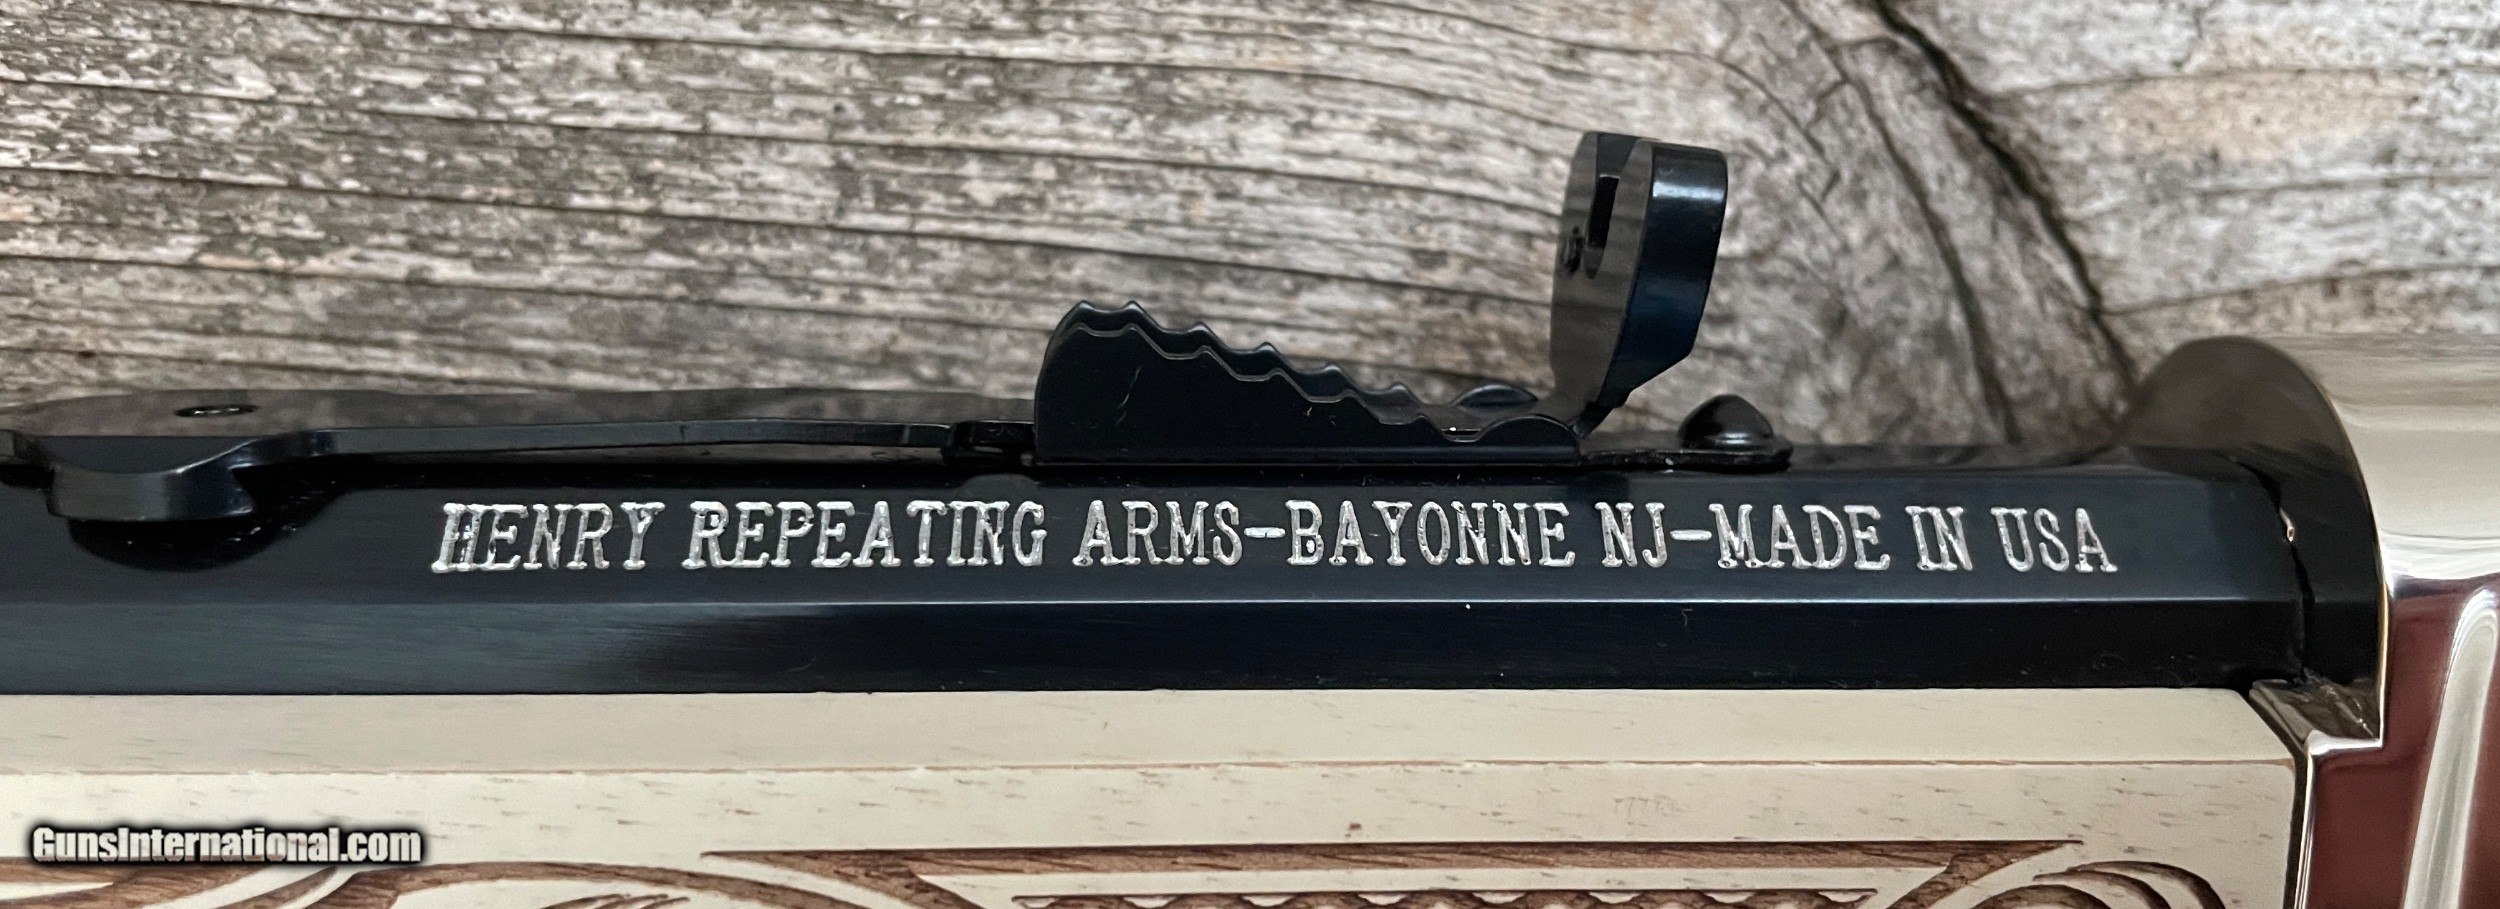 HENRY REPEATING ARMS-BAYONNE NJ-MADE IN USA
GunsInternational.com